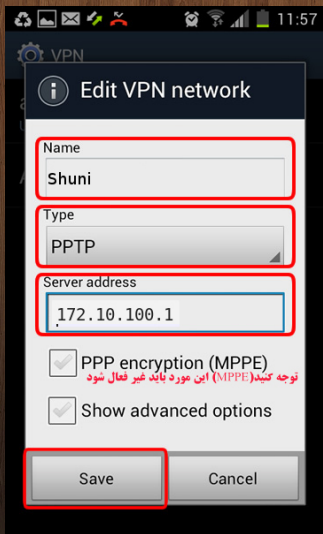 11:57
VPN
Edit VPN network
Name
Shuni
Type
PPTP
Server address
172.10.100.1
PPP encryption (MPPE)
توجه کنید(MPPE) این مورد باید غیر فعال شود
Show advanced options
Save
Cancel